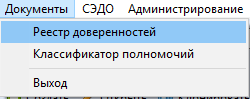 Документы СЭДО Администрирование
Реестр доверенностей
Классификатор полномочий
Выход